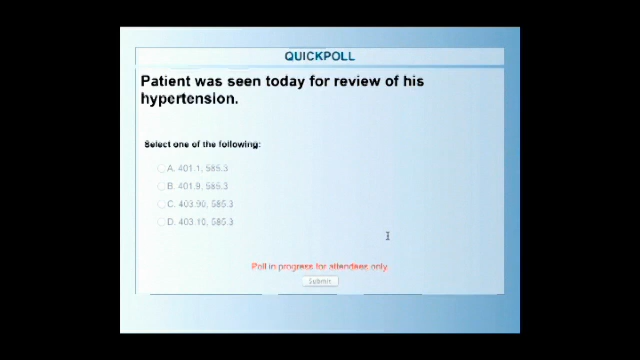 QUICKPOLL
Patient was seen today for review of his
hypertension.
Select one of the following:
A. 401.1, 585.3
B. 401.9, 585.3
C. 403.90, 585.3
D. 403.10, 585.3
Poll in progress for attendees only.
Submit